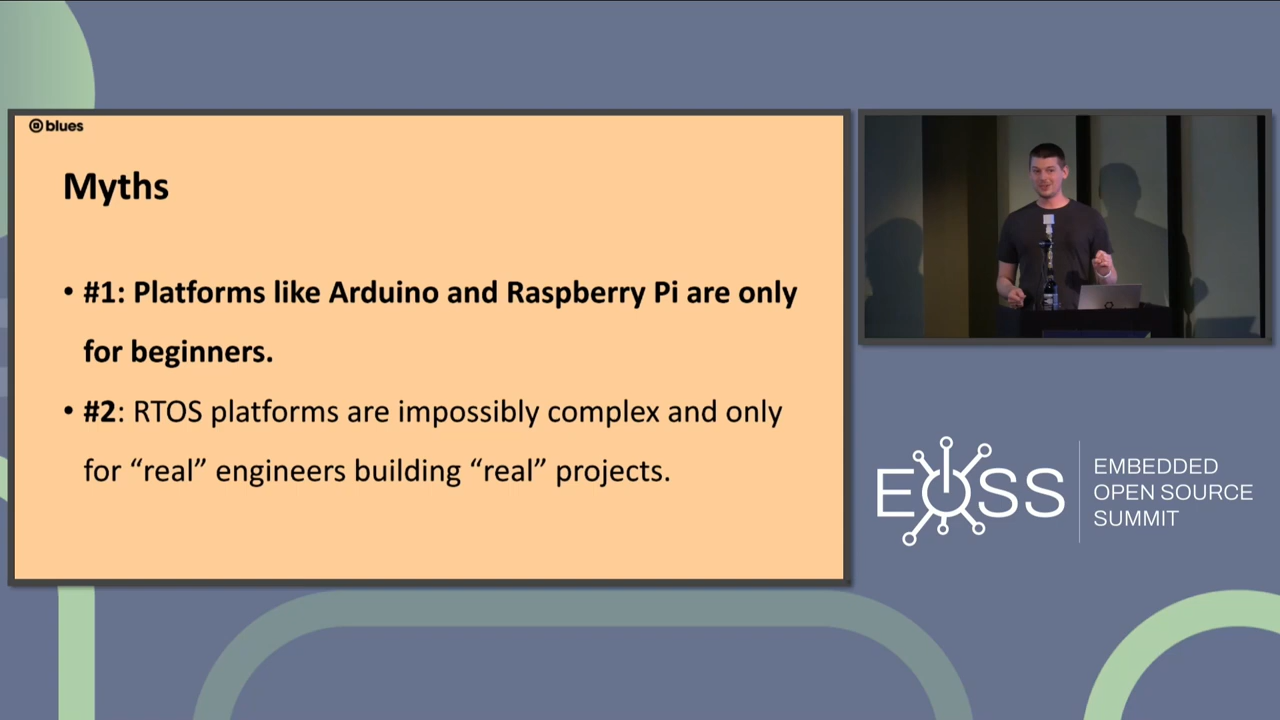 blues
Myths
• #1: Platforms like Arduino and Raspberry Pi are only
for beginners.
• #2: RTOS platforms are impossibly complex and only
for “real” engineers building “real” projects.
EOSS
EMBEDDED
OPEN SOURCE
SUMMIT